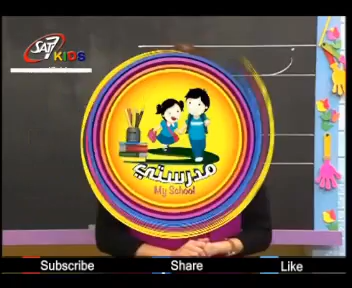 SAT7
KIDS
مدرستي
My School
Subscribe Share Like